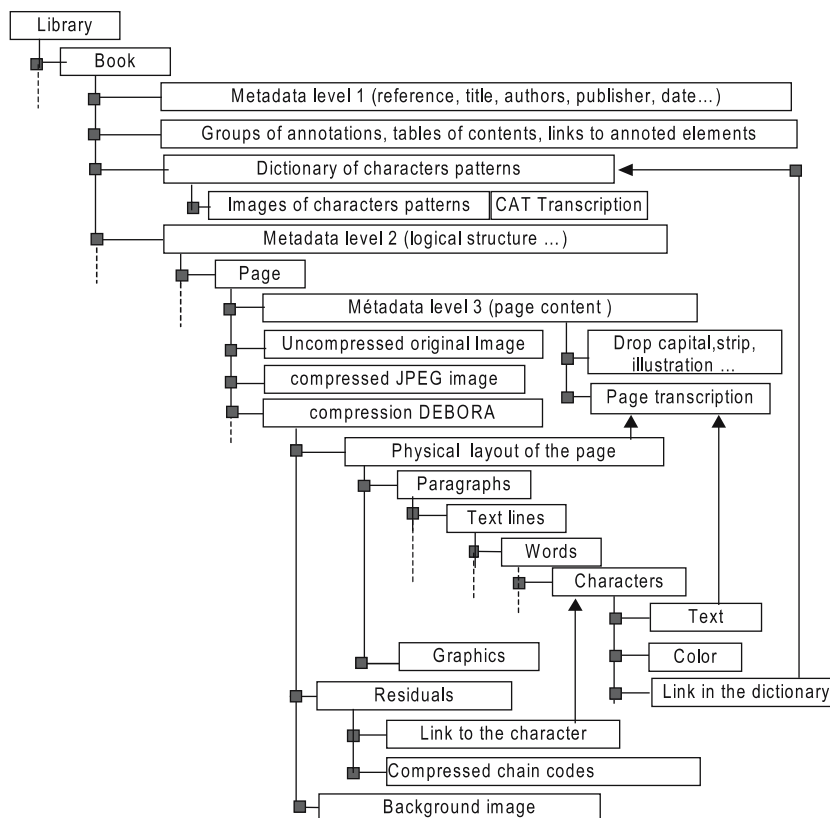 Library
Book
Metadata level 1 (reference, title, authors, publisher, date…)
Groups of annotations, tables of contents, links to annoted elements
Dictionary of characters patterns
Images of characters patterns
CAT Transcription
Metadata level 2 (logical structure …)
Page
Métadata level 3 (page content )
Uncompressed original Image
Drop capital,strip,
illustration …
compressed JPEG image
Page transcription
compression DEBORA
Physical layout of the page
Paragraphs
Text lines
Words
Characters
Text
Graphics
Color
Residuals
Link in the dictionary
Link to the character
Compressed chain codes
Background image